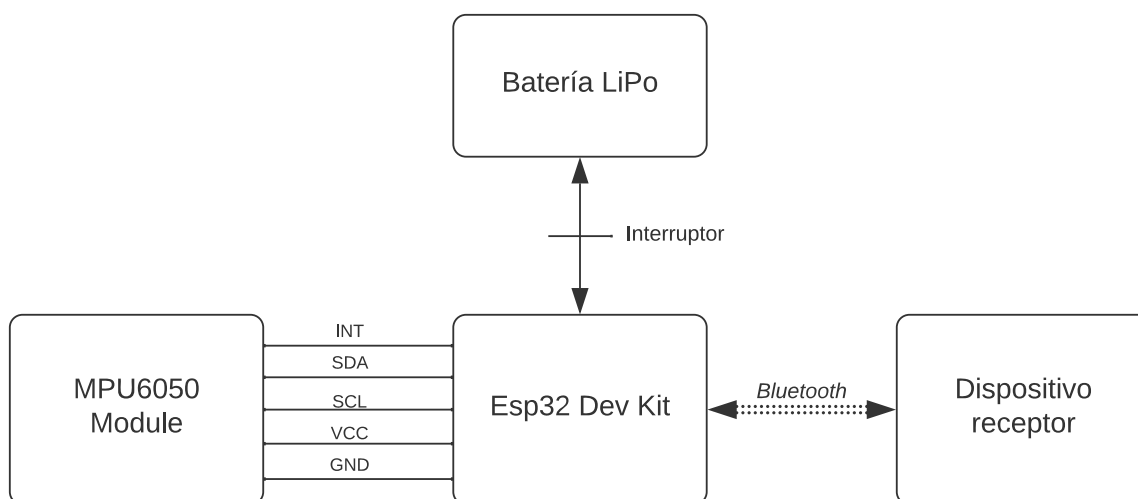 Batería LiPo
Interruptor
INT
SDA
SCL
VCC
GND
MPU6050
Module
Esp32 Dev Kit
Bluetooth
Dispositivo
receptor